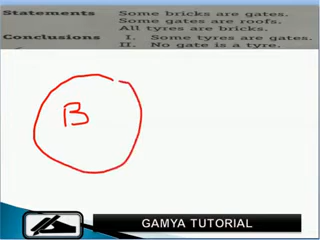 Statements Some bricks are gates.
Some gates are roofs.
All tyres are bricks.
Conclusions I. Some tyres are gates.
II. No gate is a tyre.
B
GAMYA TUTORIAL